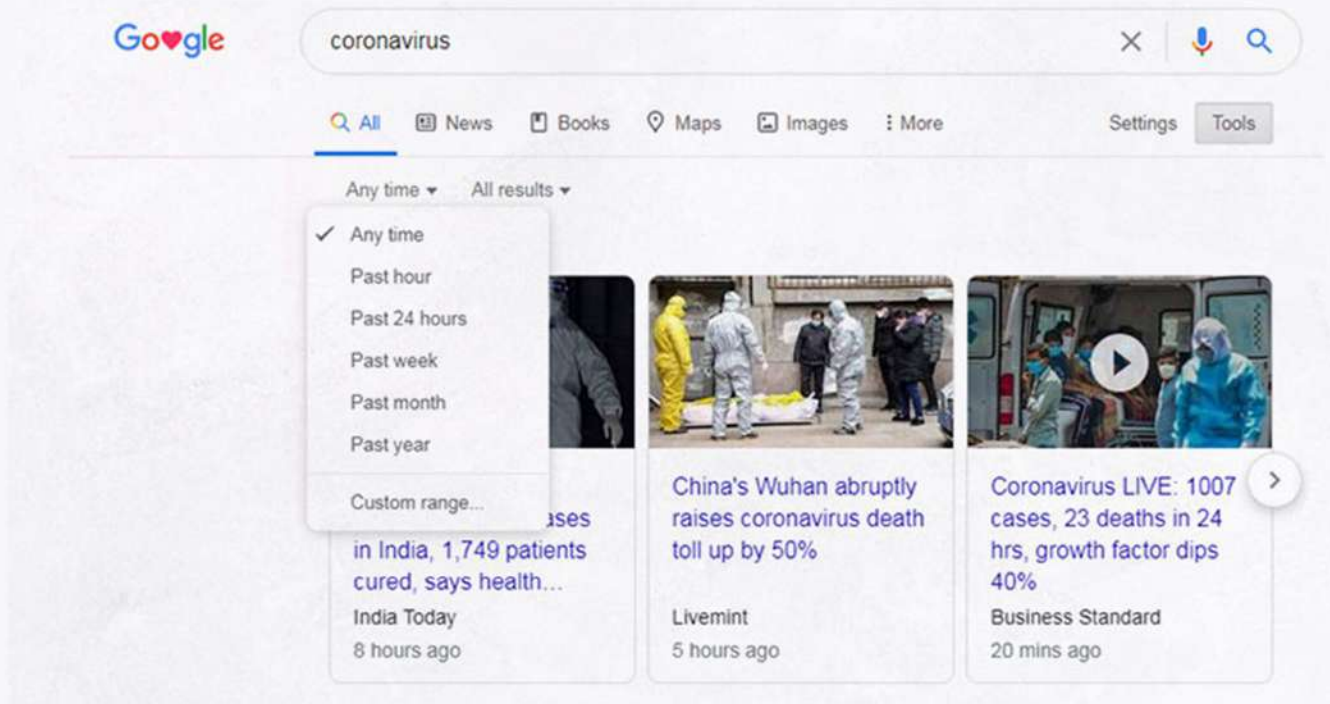 Google
coronavirus
All News Books Maps Images More Settings Tools
Any time All results
Any time
Past hour
Past 24 hours
Past week
Past month
Past year
Custom range...
in India, 1,749 patients
cured, says health...
India Today
8 hours ago
China's Wuhan abruptly
raises coronavirus death
toll up by 50%
Livemint
5 hours ago
Coronavirus LIVE: 1007
cases, 23 deaths in 24
hrs, growth factor dips
40%
Business Standard
20 mins ago